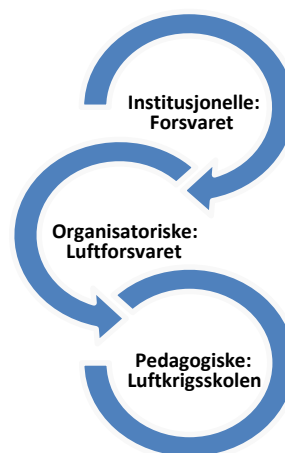 Institusjonelle:
Forsvaret
Organisatoriske:
Luftforsvaret
Pedagogiske:
Luftkrigsskolen